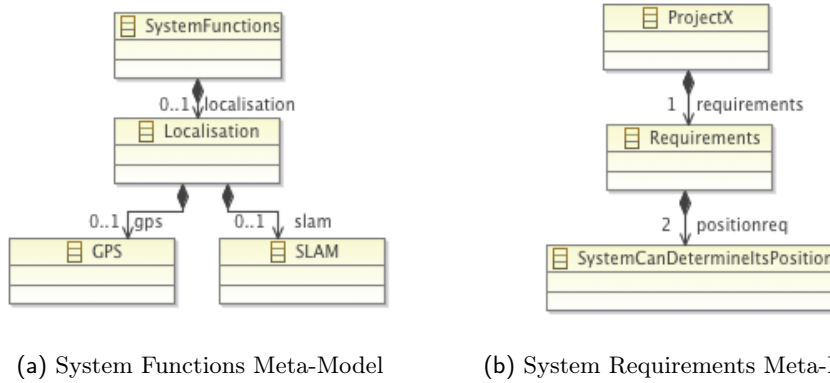 SystemFunctions
0..1 localisation
Localisation
0..1 gps
0..1 slam
GPS
SLAM
(a) System Functions Meta-Model
ProjectX
1 requirements
Requirements
2 positionreq
SystemCanDetermineItsPosition
(b) System Requirements Meta-